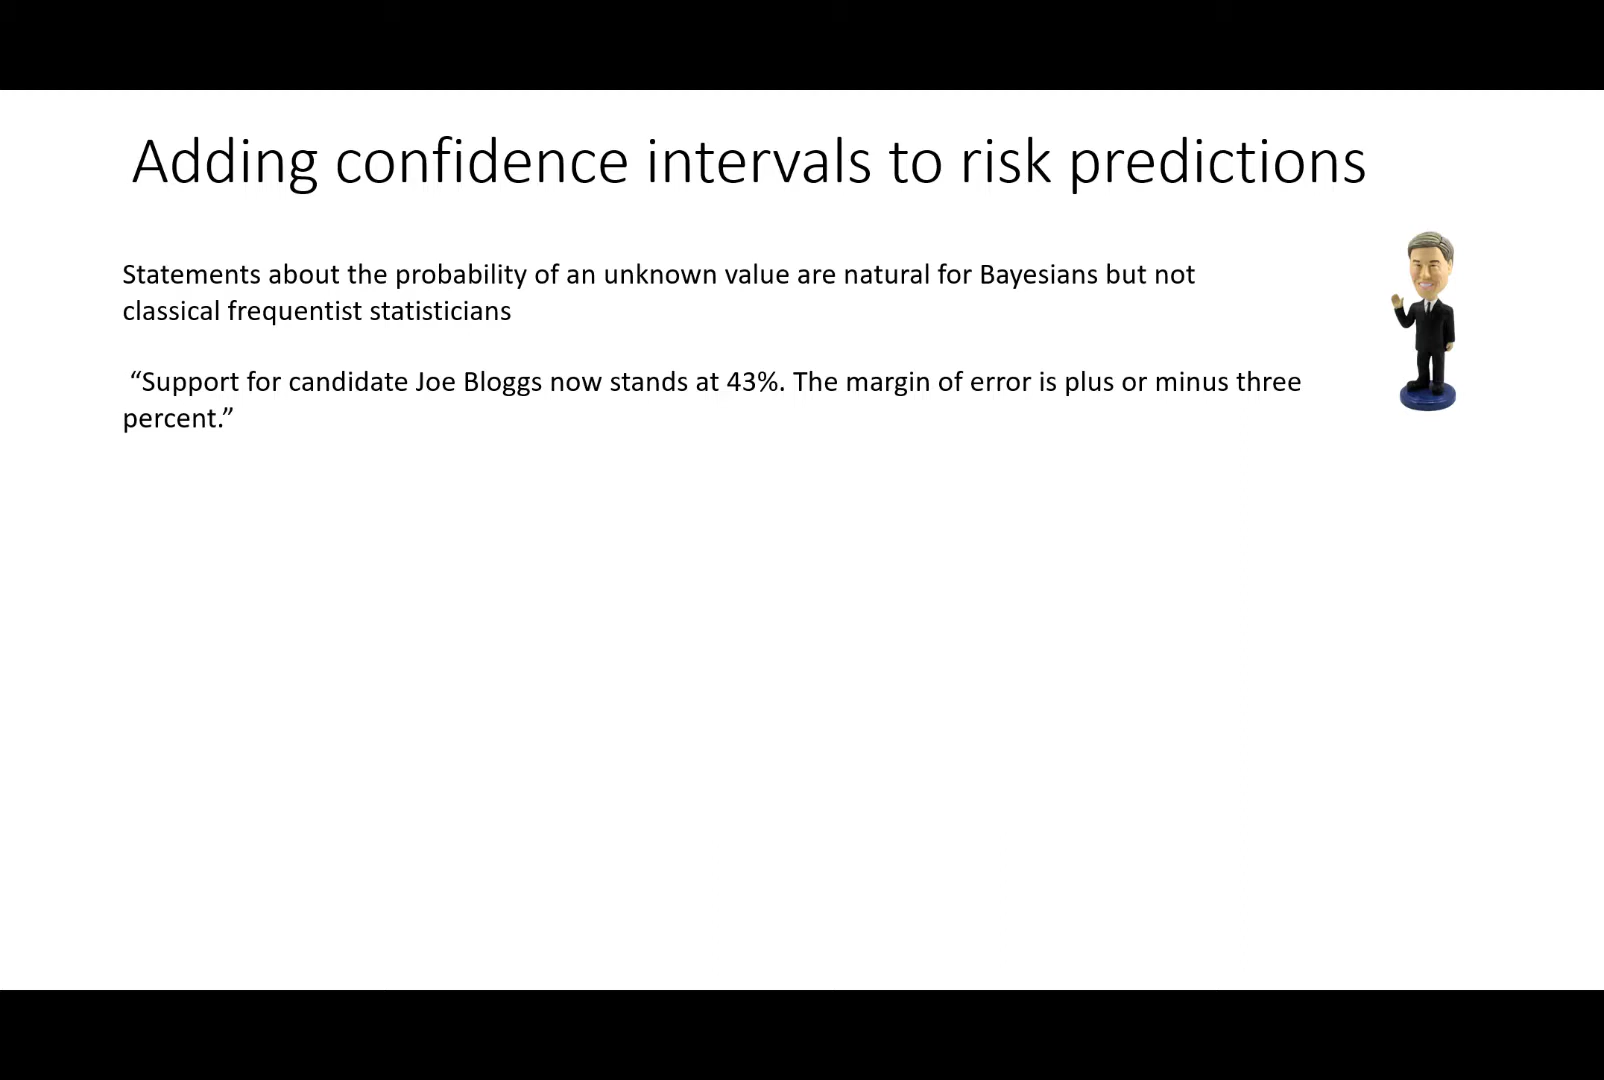 Adding confidence intervals to risk predictions
Statements about the probability of an unknown value are natural for Bayesians but not
classical frequentist statisticians
“Support for candidate Joe Bloggs now stands at 43%. The margin of error is plus or minus three
percent.”